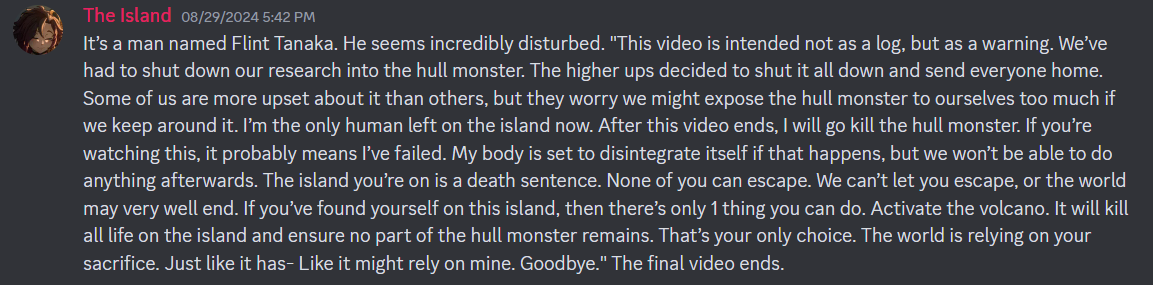 The Island 08/29/2024 5:42 PM
It’s a man named Flint Tanaka. He seems incredibly disturbed. "This video is intended not as a log, but as a warning. We’ve
had to shut down our research into the hull monster. The higher ups decided to shut it all down and send everyone home.
Some of us are more upset about it than others, but they worry we might expose the hull monster to ourselves too much if
we keep around it. I’m the only human left on the island now. After this video ends, I will go kill the hull monster. If you’re
watching this, it probably means I’ve failed. My body is set to disintegrate itself if that happens, but we won’t be able to do
anything afterwards. The island you’re on is a death sentence. None of you can escape. We can’t let you escape, or the world
may very well end. If you’ve found yourself on this island, then there’s only 1 thing you can do. Activate the volcano. It will kill
all life on the island and ensure no part of the hull monster remains. That’s your only choice. The world is relying on your
sacrifice. Just like it has- Like it might rely on mine. Goodbye." The final video ends.